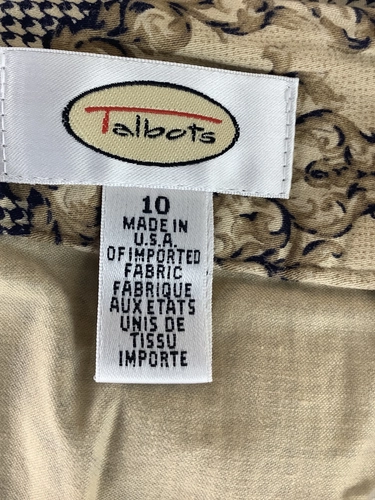 Talbots
10
MADE IN
U.S.A.
OF IMPORTED
FABRIC
FABRIQUE
AUX ETATS
UNIS DE
TISSU
IMPORTE